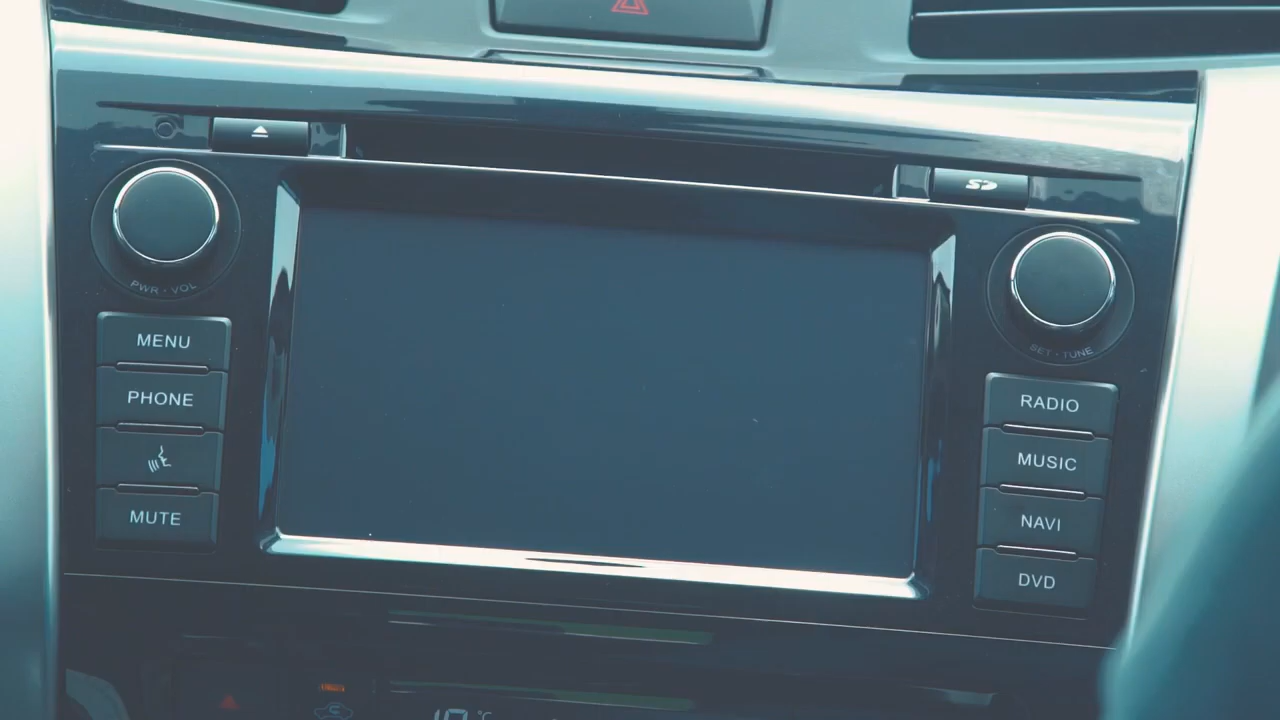 SD
PWR · VOL
SET · TUNE
MENU
PHONE
MUTE
RADIO
MUSIC
NAVI
DVD
°C